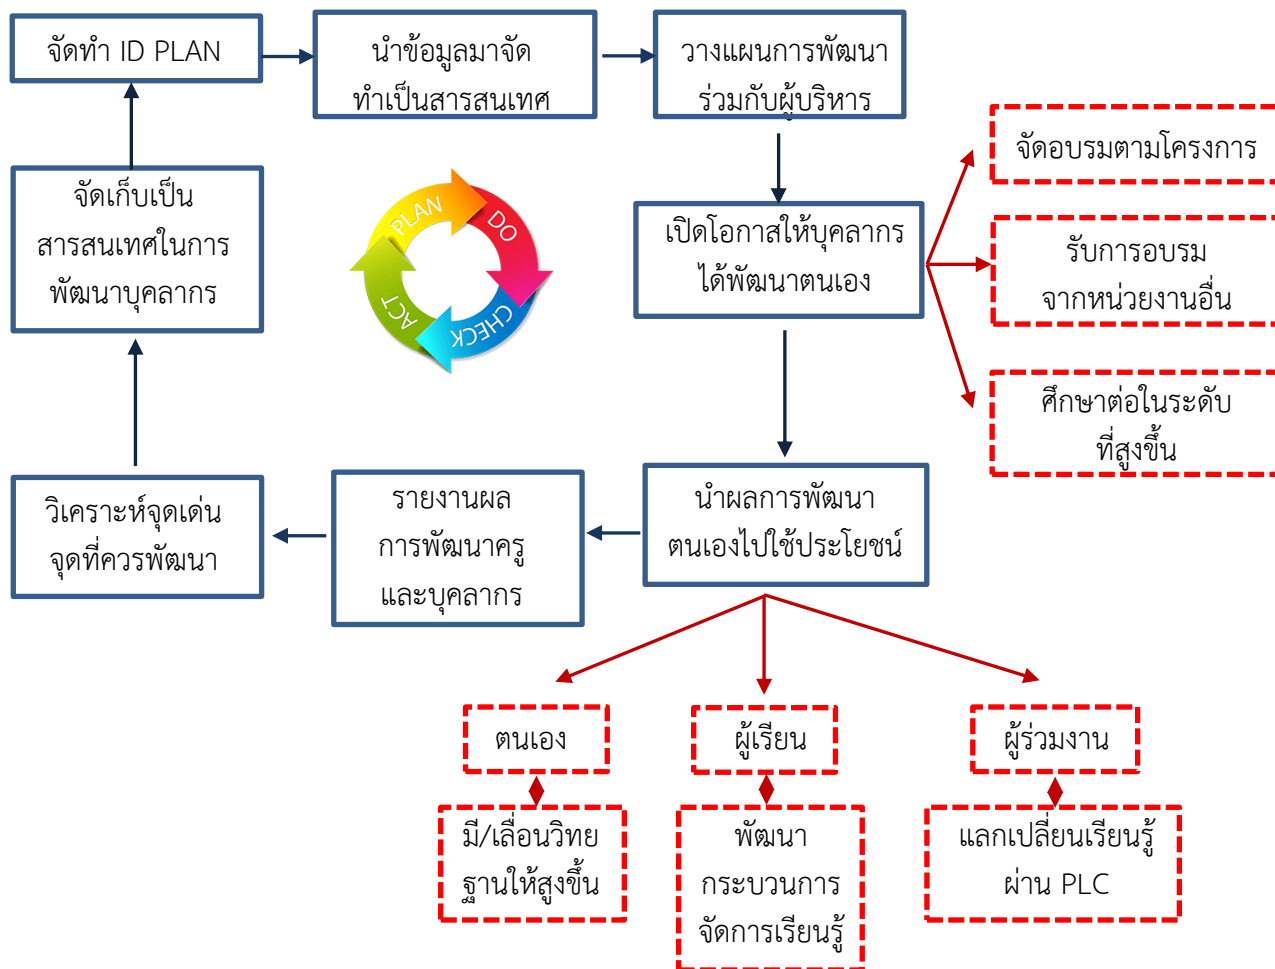 จัดทำ ID PLAN
นำข้อมูลมาจัด
ทำเป็นสารสนเทศ
วางแผนการพัฒนา
ร่วมกับผู้บริหาร
จัดอบรมตามโครงการ
จัดเก็บเป็น
สารสนเทศในการ
พัฒนาบุคลากร
PLAN
DO
CHECK
ACT
เปิดโอกาสให้บุคลากร
ได้พัฒนาตนเอง
รับการอบรม
จากหน่วยงานอื่น
ศึกษาต่อในระดับ
ที่สูงขึ้น
วิเคราะห์จุดเด่น
จุดที่ควรพัฒนา
รายงานผล
การพัฒนาครู
และบุคลากร
นำผลการพัฒนา
ตนเองไปใช้ประโยชน์
ตนเอง
ผู้เรียน
ผู้ร่วมงาน
มี/เลื่อนวิทย
ฐานให้สูงขึ้น
พัฒนา
กระบวนการ
จัดการเรียนรู้
แลกเปลี่ยนเรียนรู้
ผ่าน PLC